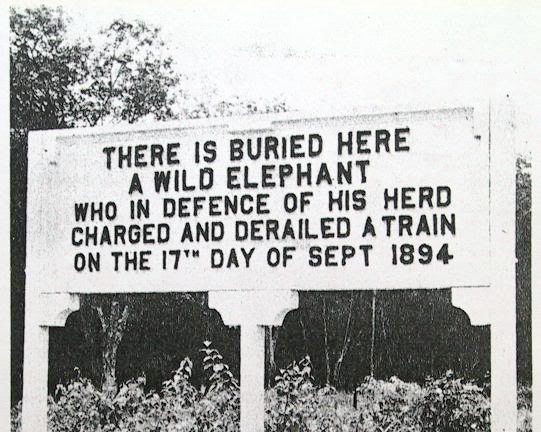 THERE IS BURIED HERE
A WILD ELEPHANT
WHO IN DEFENCE OF HIS HERD
CHARGED AND DERAILED A TRAIN
ON THE 17TH DAY OF SEPT 1894